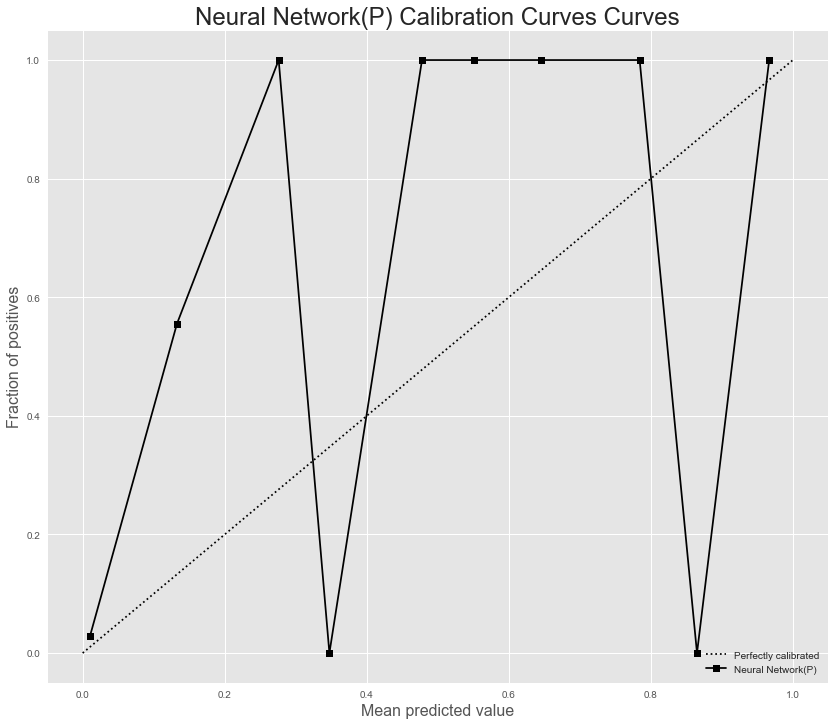 Neural Network(P) Calibration Curves Curves
Fraction of positives
1.0
0.8
0.6
0.4
0.2
0.0
0.0 0.2 0.4 0.6 0.8 1.0
Mean predicted value
Perfectly calibrated
Neural Network(P)